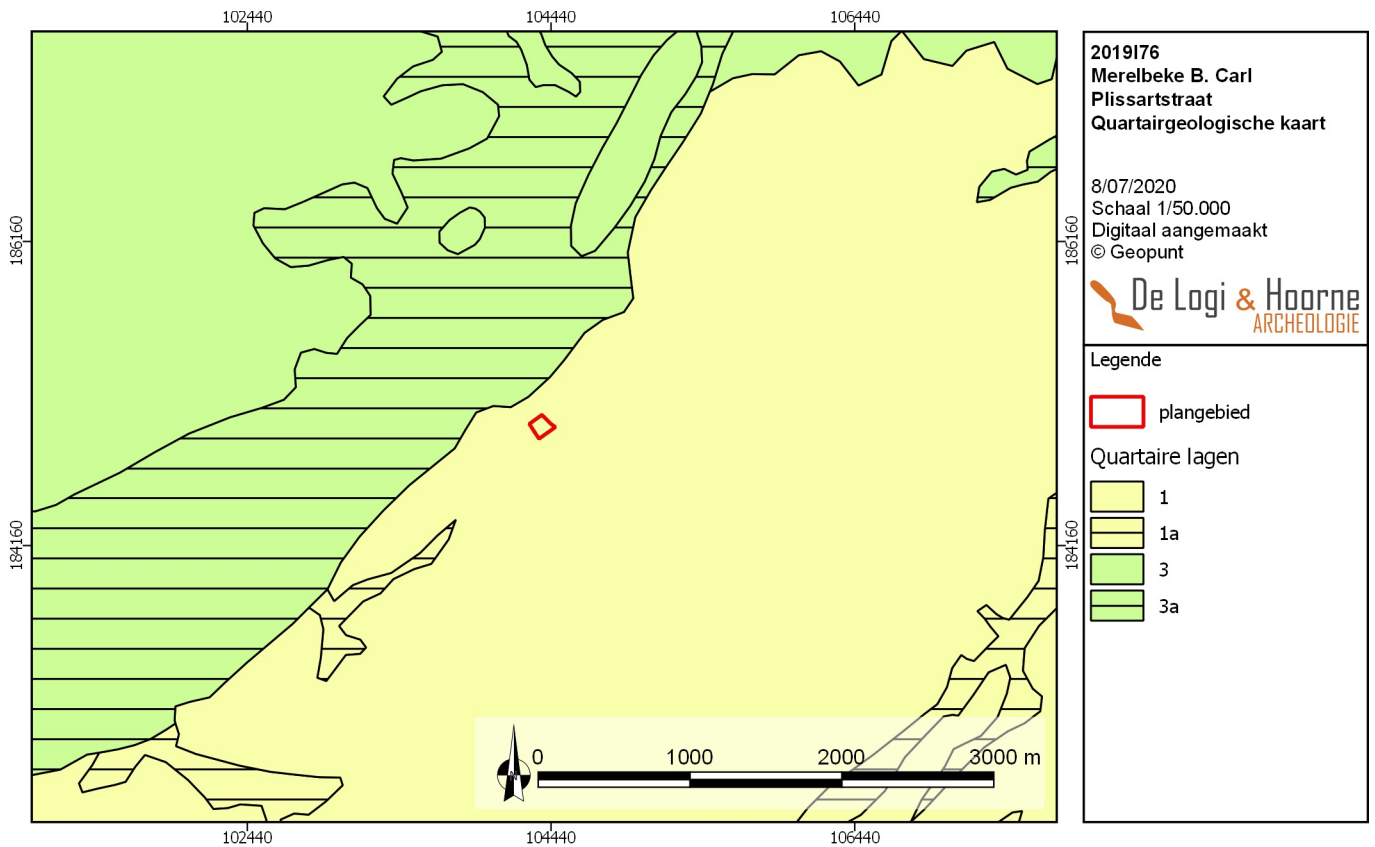 102440 104440 106440
186160 186160
184160 184160
N
0 1000 2000 3000 m
102440 104440 106440
2019I76
Merelbeke B. Carl
Plissartstraat
Quartairgeologische kaart
8/07/2020
Schaal 1/50.000
Digitaal aangemaakt
© Geopunt
De Logi & Hoorne
ARCHEOLOGIE
Legende
plangebied
Quartaire lagen
1
1a
3
3a